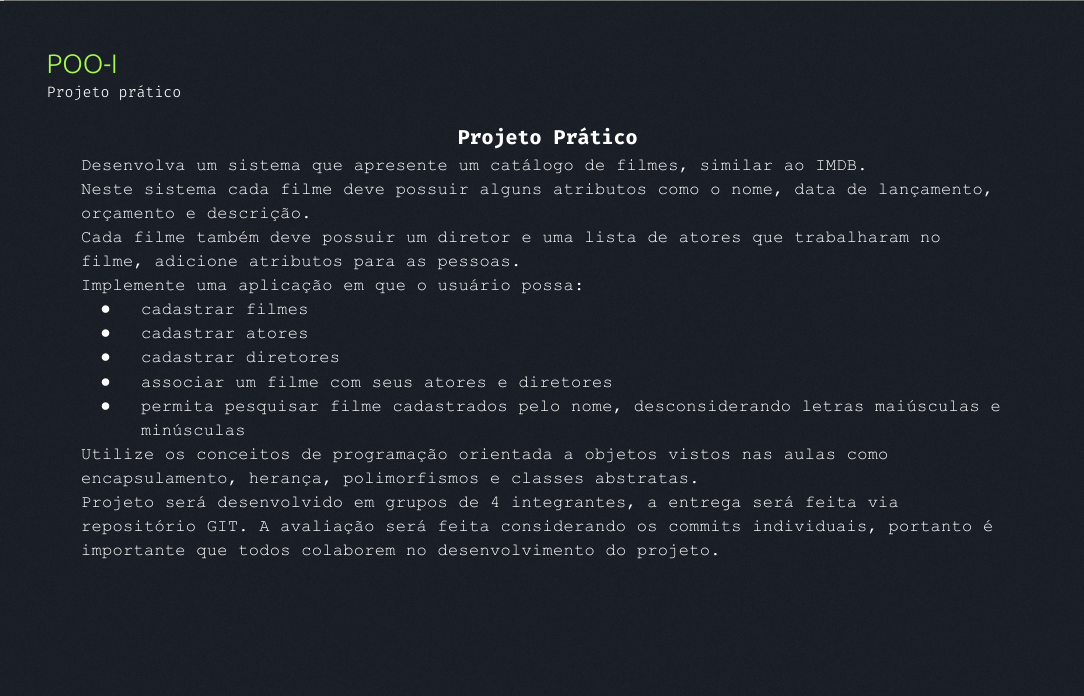 POO-I
Projeto prático
Projeto Prático
Desenvolva um sistema que apresente um catálogo de filmes, similar ao IMDB.
Neste sistema cada filme deve possuir alguns atributos como o nome, data de lançamento,
orçamento e descrição.
Cada filme também deve possuir um diretor e uma lista de atores que trabalharam no
filme, adicione atributos para as pessoas.
Implemente uma aplicação em que o usuário possa:
● cadastrar filmes
● cadastrar atores
● cadastrar diretores
● associar um filme com seus atores e diretores
● permita pesquisar filme cadastrados pelo nome, desconsiderando letras maiúsculas e
minúsculas
Utilize os conceitos de programação orientada a objetos vistos nas aulas como
encapsulamento, herança, polimorfismos e classes abstratas.
Projeto será desenvolvido em grupos de 4 integrantes, a entrega será feita via
repositório GIT. A avaliação será feita considerando os commits individuais, portanto é
importante que todos colaborem no desenvolvimento do projeto.